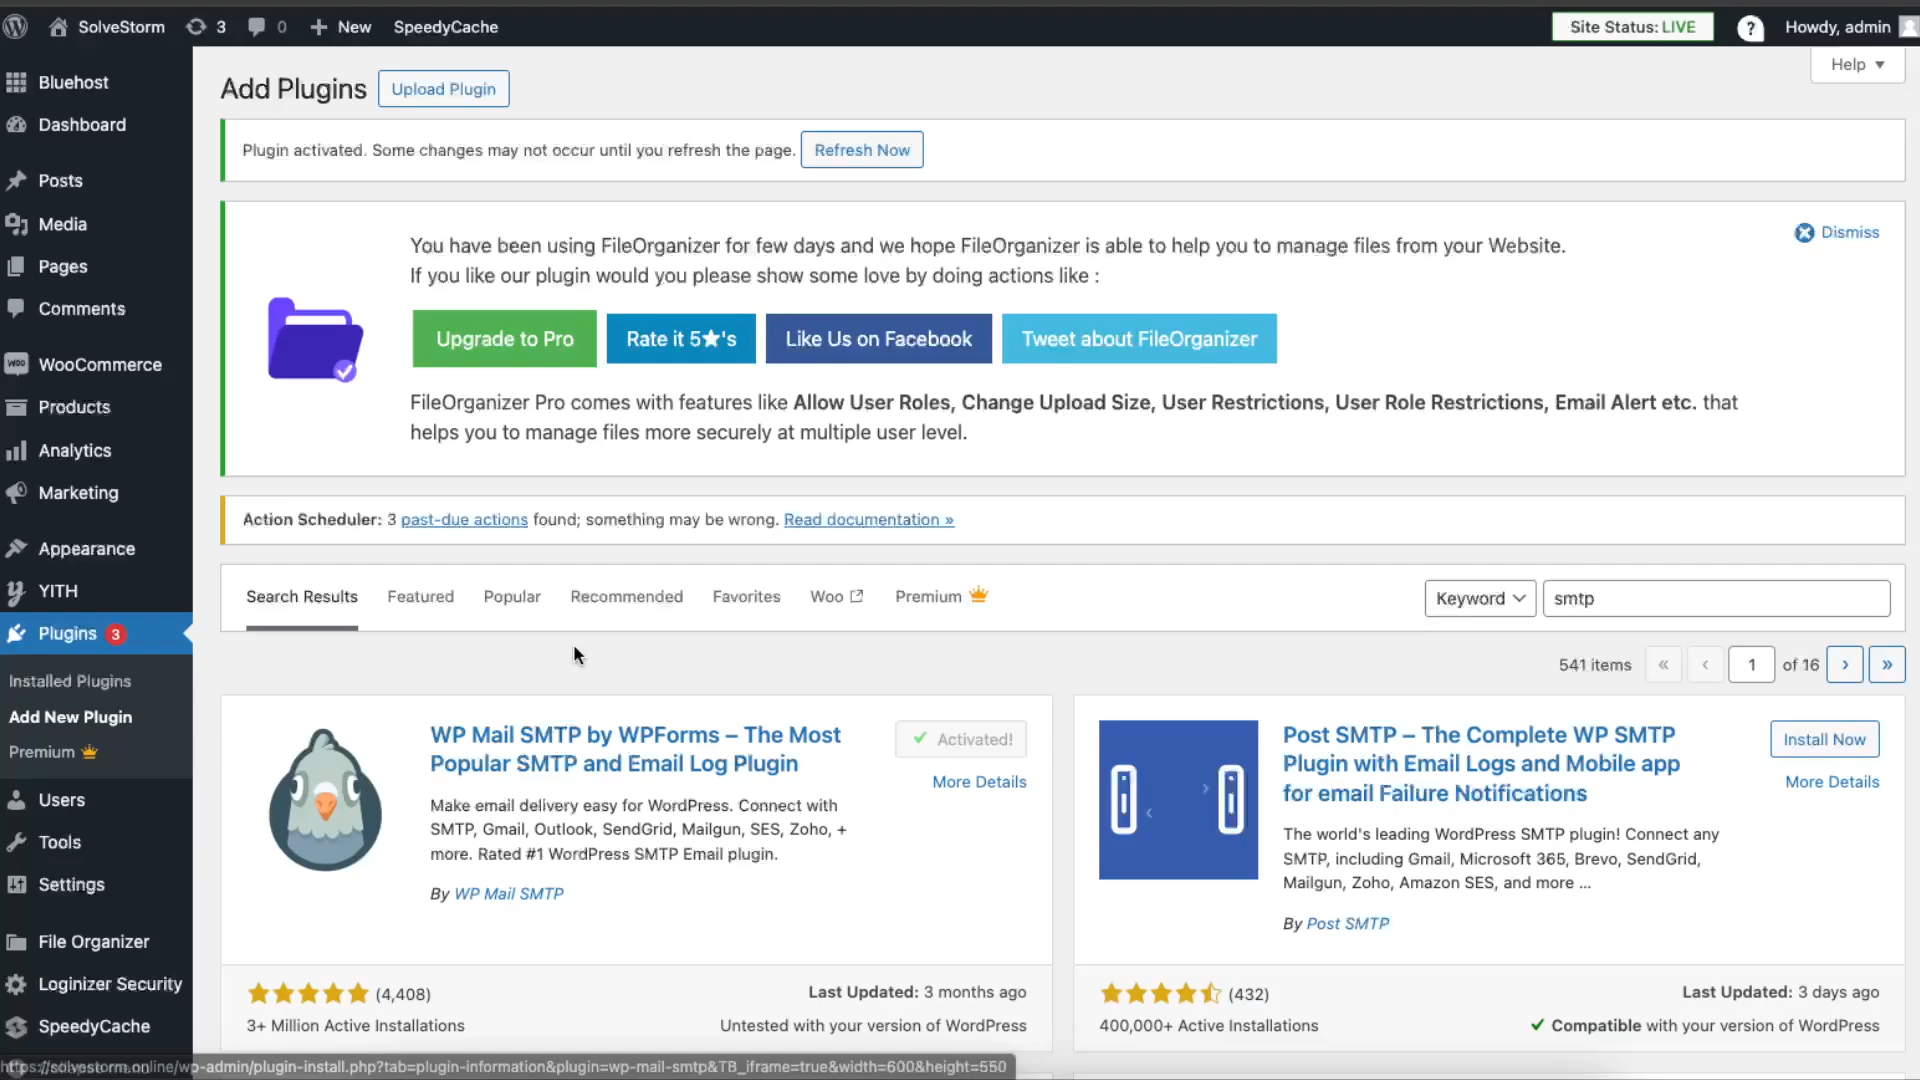 SolveStorm
3
0
New
SpeedyCache
Site Status: LIVE
?
Howdy, admin
Bluehost
Dashboard
Posts
Media
Pages
Comments
WooCommerce
Products
Analytics
Marketing
Appearance
YITH
Plugins 3
Installed Plugins
Add New Plugin
Premium
Users
Tools
Settings
File Organizer
Loginizer Security
SpeedyCache
Help
Add Plugins
Upload Plugin
Plugin activated. Some changes may not occur until you refresh the page.
Refresh Now
Dismiss
You have been using FileOrganizer for few days and we hope FileOrganizer is able to help you to manage files from your Website.
If you like our plugin would you please show some love by doing actions like :
Upgrade to Pro
Rate it 5★'s
Like Us on Facebook
Tweet about FileOrganizer
FileOrganizer Pro comes with features like Allow User Roles, Change Upload Size, User Restrictions, User Role Restrictions, Email Alert etc. that
helps you to manage files more securely at multiple user level.
Action Scheduler: 3 past-due actions found; something may be wrong. Read documentation »
Search Results
Featured
Popular
Recommended
Favorites
Woo
Premium
Keyword
smtp
541 items
«
‹
1
of 16
›
»
WP Mail SMTP by WPForms – The Most
Popular SMTP and Email Log Plugin
Activated!
More Details
Make email delivery easy for WordPress. Connect with
SMTP, Gmail, Outlook, SendGrid, Mailgun, SES, Zoho, +
more. Rated #1 WordPress SMTP Email plugin.
By WP Mail SMTP
(4,408)
3+ Million Active Installations
Last Updated: 3 months ago
Untested with your version of WordPress
Post SMTP – The Complete WP SMTP
Plugin with Email Logs and Mobile app
for email Failure Notifications
Install Now
More Details
The world's leading WordPress SMTP plugin! Connect any
SMTP, including Gmail, Microsoft 365, Brevo, SendGrid,
Mailgun, Zoho, Amazon SES, and more ...
By Post SMTP
(432)
400,000+ Active Installations
Last Updated: 3 days ago
Compatible with your version of WordPress
https://solvestorm.online/wp-admin/plugin-install.php?tab=plugin-information&plugin=wp-mail-smtp&TB_iframe=true&width=600&height=550